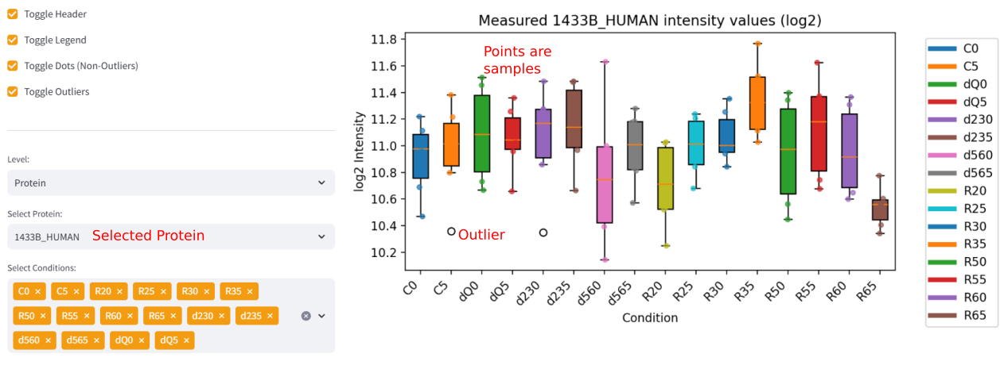 Toggle Header
Toggle Legend
Toggle Dots (Non-Outliers)
Toggle Outliers
Level:
Protein
Select Protein:
1433B_HUMAN Selected Protein
Select Conditions:
C0 × C5 × R20 × R25 × R30 × R35 ×
R50 × R55 × R60 × R65 × d230 × d235 ×
d560 × d565 × dQ0 × dQ5 ×
Measured 1433B_HUMAN intensity values (log2)
Points are
samples
Outlier
log2 Intensity
11.8
11.6
11.4
11.2
11.0
10.8
10.6
10.4
10.2
C0 C5 dQ0 dQ5 d230 d235 d560 d565 R20 R25 R30 R35 R50 R55 R60 R65
Condition
C0
C5
dQ0
dQ5
d230
d235
d560
d565
R20
R25
R30
R35
R50
R55
R60
R65